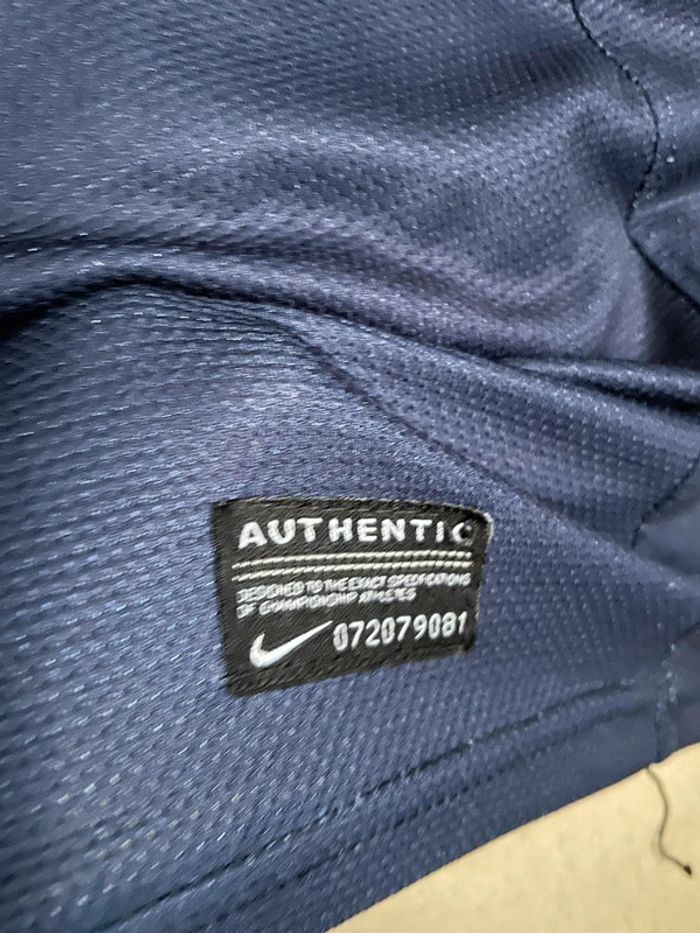 AUTHENTIC
DESIGNED TO THE EXACT SPECIFICATIONS
OF CHAMPIONSHIP ATHLETES
072079081